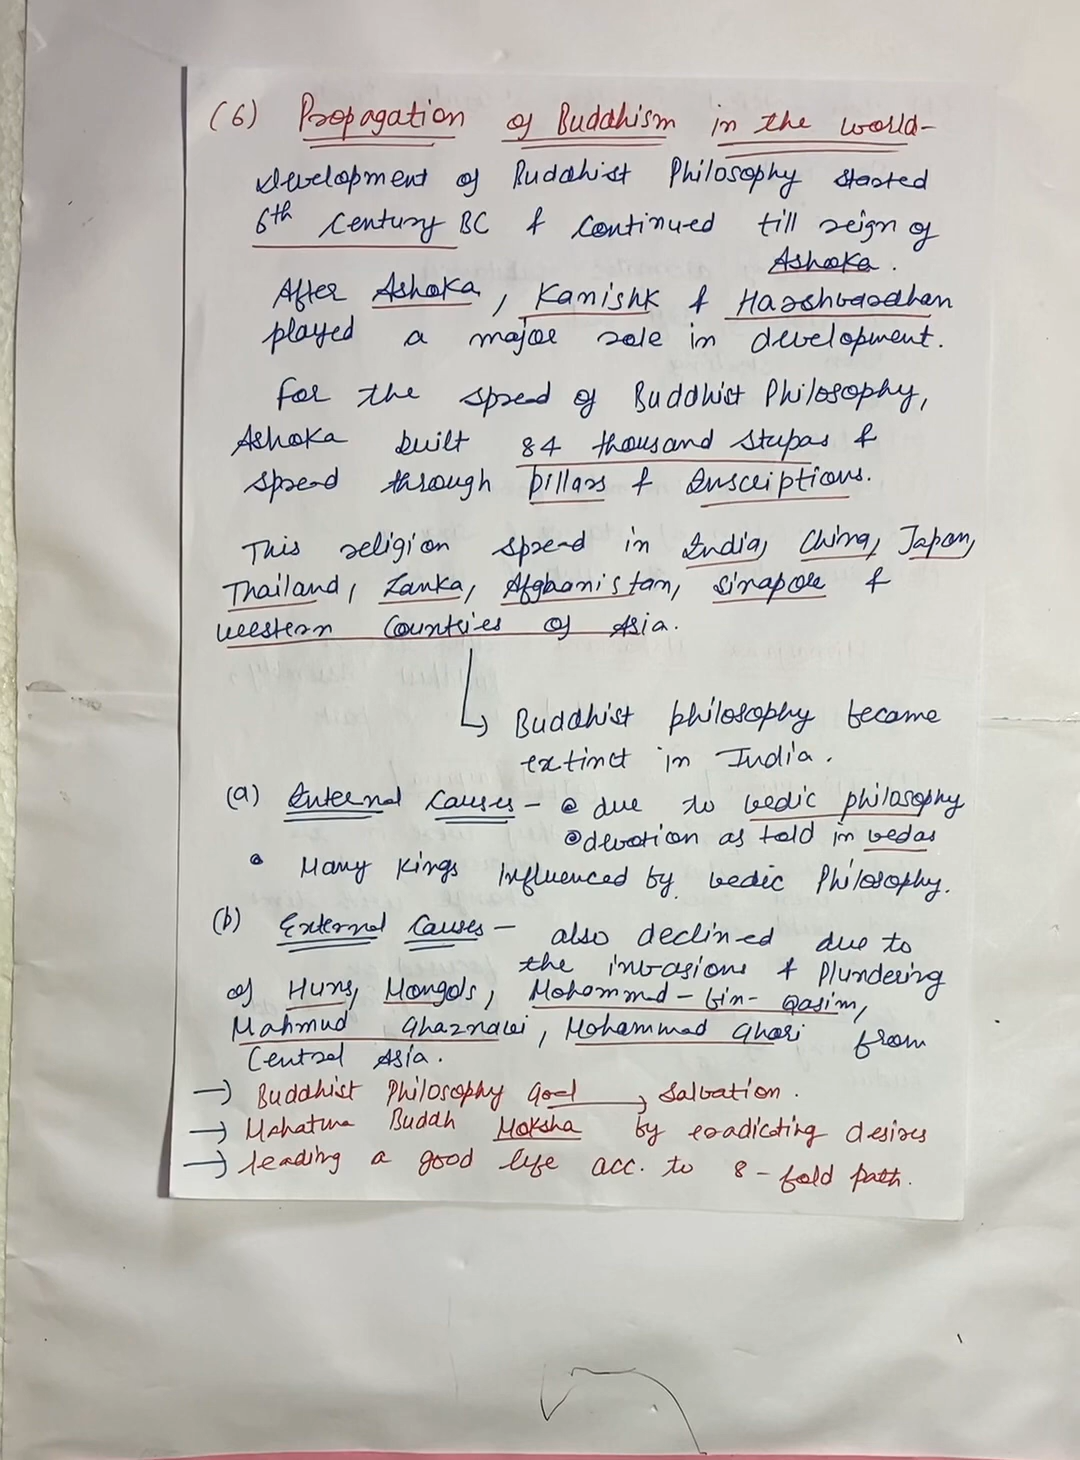 (6) Propagation of Buddhism in the world-
development of Buddhist Philosophy started
6th Century BC & continued till reign of
Ashoka.
After Ashoka, Kanishk & Harshvardhan
played a major role in development.
For the spread of Buddhist Philosophy,
Ashoka built 84 thousand stupas &
spread through pillars & Inscriptions.
This religion spread in India, China, Japan,
Thailand, Lanka, Afghanistan, Sinapore &
western Countries of Asia.
↳ Buddhist philosophy became
extinct in India.
(a) Internal Causes - • due to vedic philosophy
• devotion as told in vedas
• Many Kings Influenced by vedic Philosophy.
(b) External Causes - also declined due to
the invasions & Plundering
of Huns, Mongols, Mohammad-bin-Qasim,
Mahmud Ghaznawi, Mohammad Ghori from
Central Asia.
→ Buddhist Philosophy goal → Salvation.
→ Mahatma Buddh Moksha by eradicating desires
→ leading a good life acc. to 8-fold path.